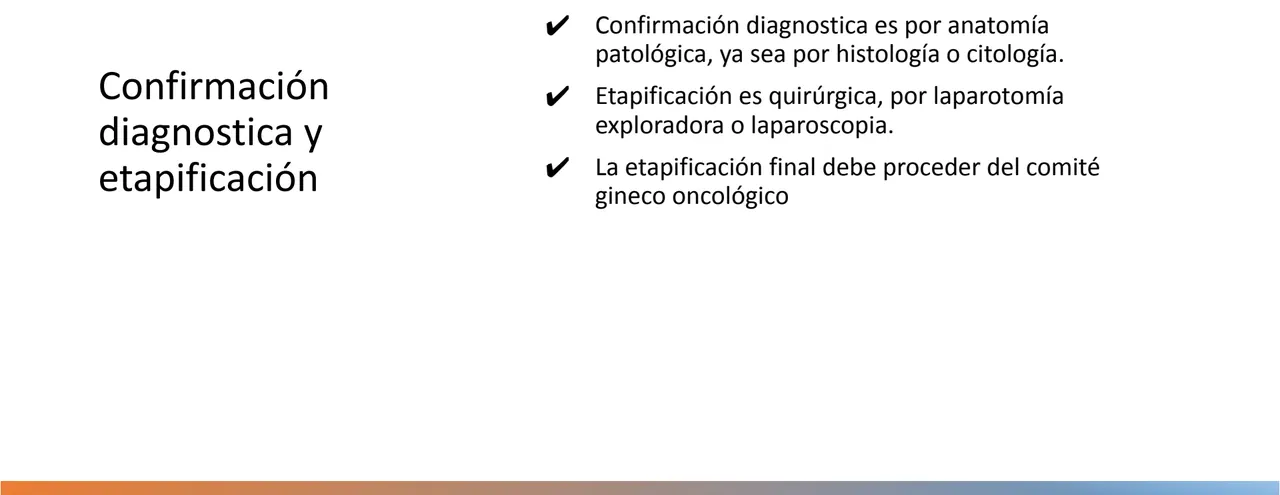 Confirmación
diagnostica y
etapificación
✔ Confirmación diagnostica es por anatomía
patológica, ya sea por histología o citología.
✔ Etapificación es quirúrgica, por laparotomía
exploradora o laparoscopia.
✔ La etapificación final debe proceder del comité
gineco oncológico